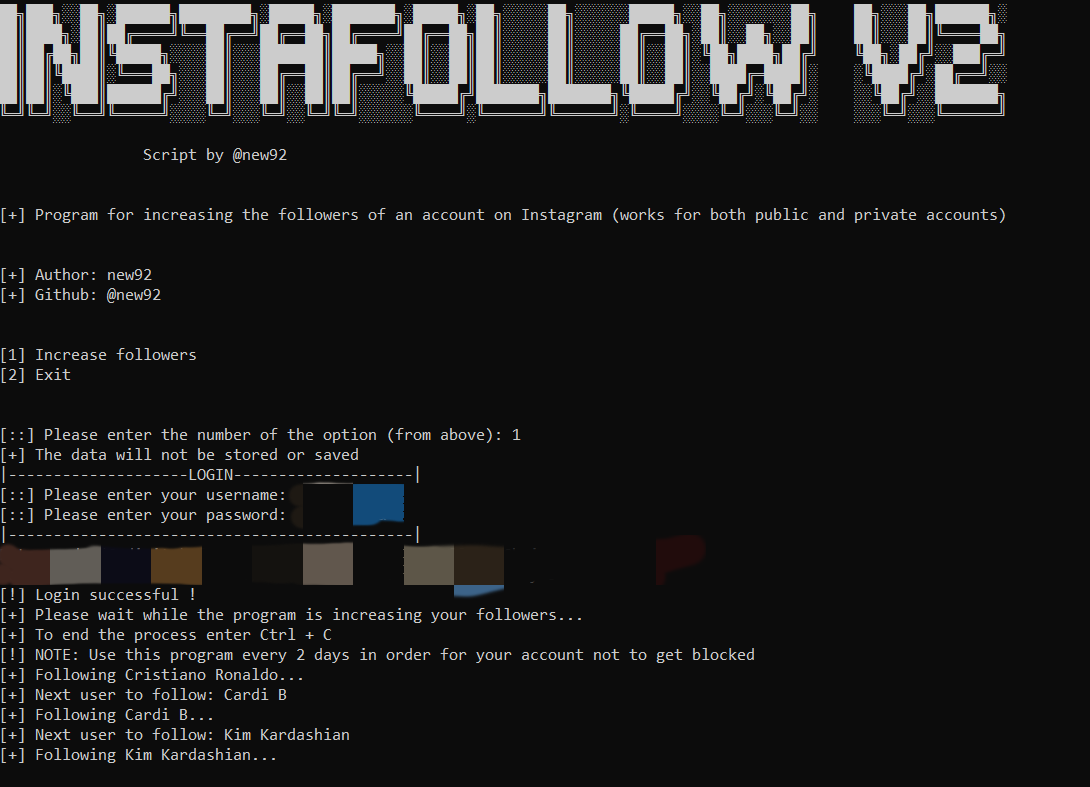 INSTAFOLLOW V2
Script by @new92
[+] Program for increasing the followers of an account on Instagram (works for both public and private accounts)
[+] Author: new92
[+] Github: @new92
[1] Increase followers
[2] Exit
[::] Please enter the number of the option (from above): 1
[+] The data will not be stored or saved
|--------------------LOGIN--------------------|
[::] Please enter your username:
[::] Please enter your password:
|---------------------------------------------|
[!] Login successful !
[+] Please wait while the program is increasing your followers...
[+] To end the process enter Ctrl + C
[!] NOTE: Use this program every 2 days in order for your account not to get blocked
[+] Following Cristiano Ronaldo...
[+] Next user to follow: Cardi B
[+] Following Cardi B...
[+] Next user to follow: Kim Kardashian
[+] Following Kim Kardashian...